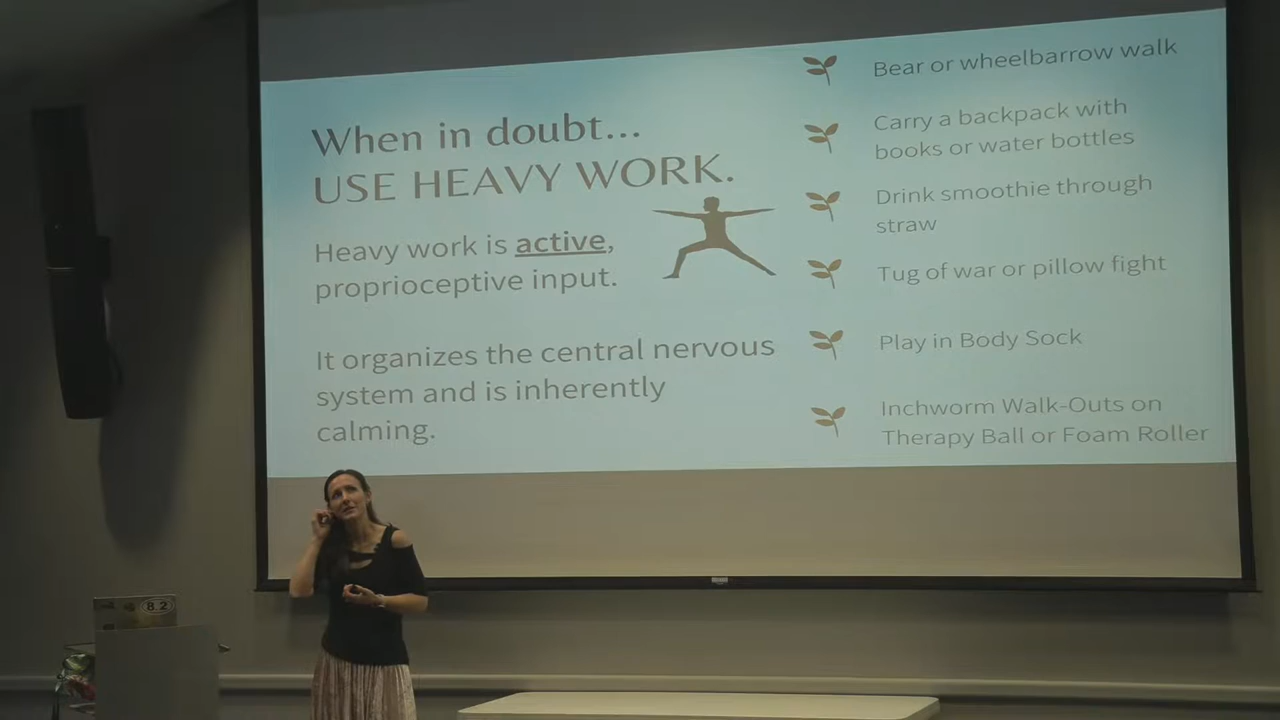 When in doubt...
USE HEAVY WORK.
Heavy work is active,
proprioceptive input.
It organizes the central nervous
system and is inherently
calming.
Bear or wheelbarrow walk
Carry a backpack with
books or water bottles
Drink smoothie through
straw
Tug of war or pillow fight
Play in Body Sock
Inchworm Walk-Outs on
Therapy Ball or Foam Roller
8.2